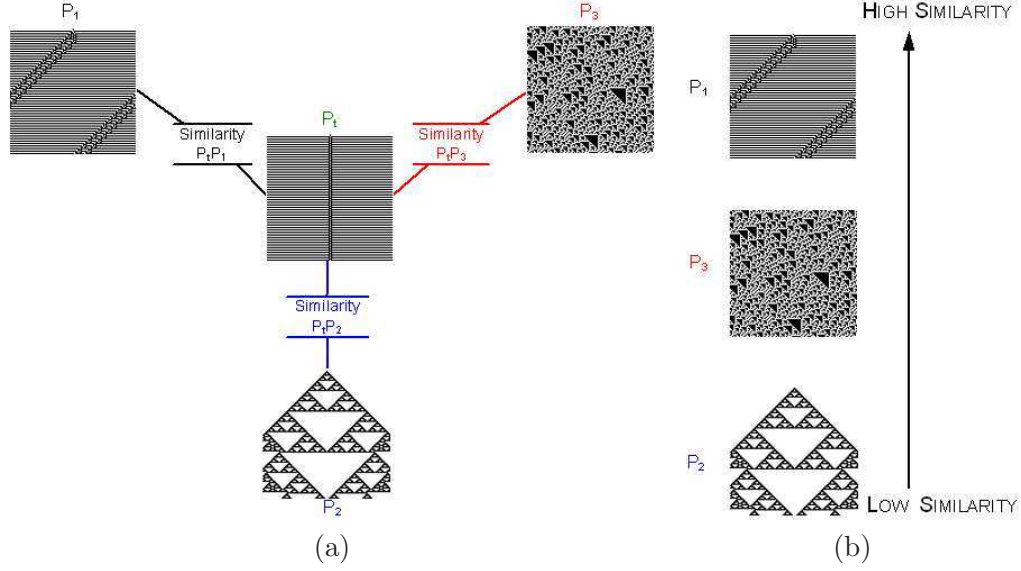 P₁
P₃
Similarity
PₜP₁
Pₜ
Similarity
PₜP₃
Similarity
PₜP₂
P₂
(a)
HIGH SIMILARITY
P₁
P₃
P₂
LOW SIMILARITY
(b)